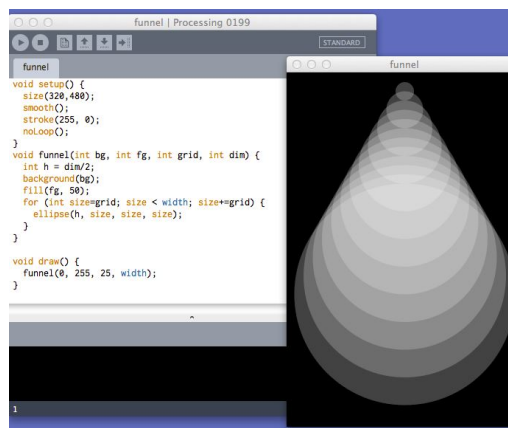 funnel | Processing 0199
STANDARD
funnel
void setup() {
  size(320,480);
  smooth();
  stroke(255, 0);
  noLoop();
}
void funnel(int bg, int fg, int grid, int dim) {
  int h = dim/2;
  background(bg);
  fill(fg, 50);
  for (int size=grid; size < width; size+=grid) {
    ellipse(h, size, size, size);
  }
}

void draw() {
  funnel(0, 255, 25, width);
}
1
funnel